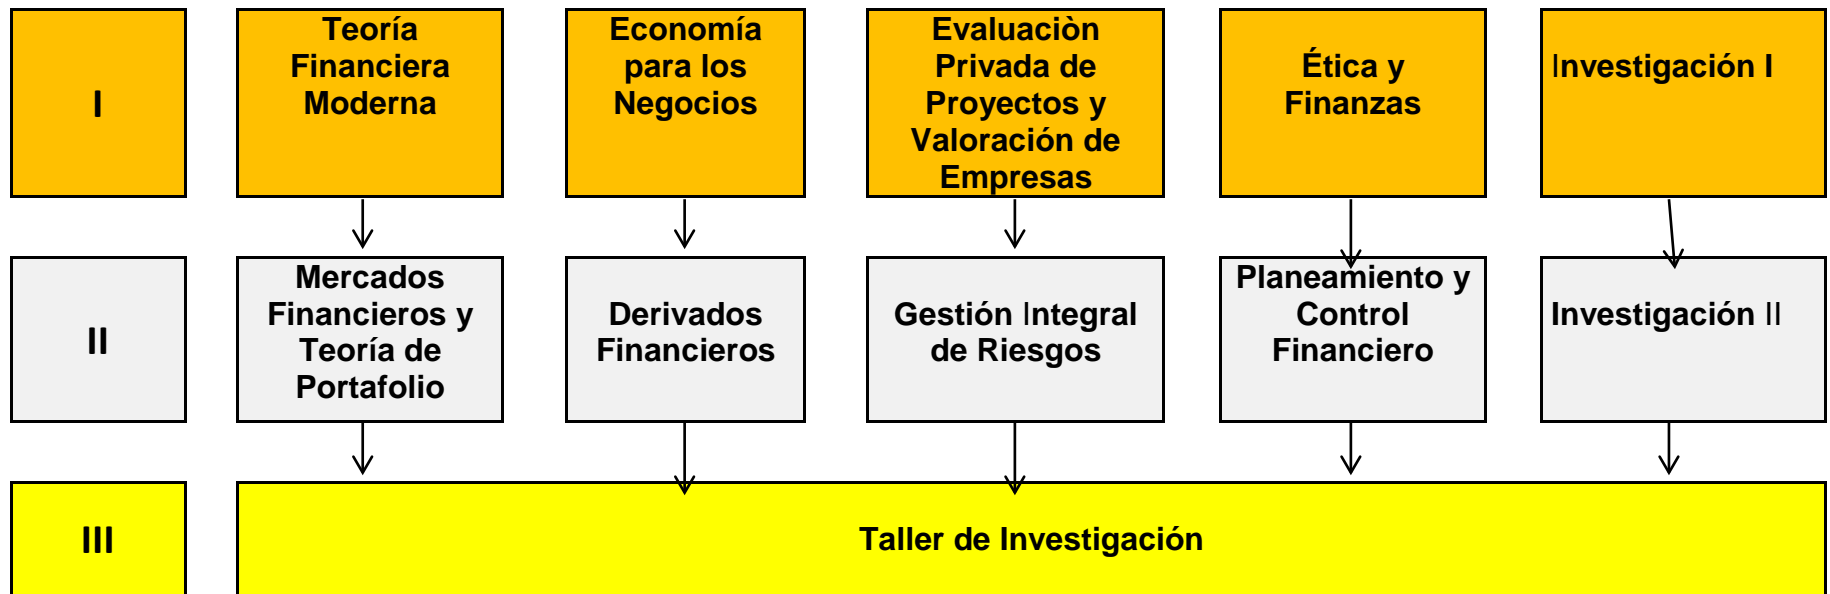 I
Teoría
Financiera
Moderna
Economía
para los
Negocios
Evaluaciòn
Privada de
Proyectos y
Valoración de
Empresas
Ética y
Finanzas
Investigación I
II
Mercados
Financieros y
Teoría de
Portafolio
Derivados
Financieros
Gestión Integral
de Riesgos
Planeamiento y
Control
Financiero
Investigación II
III
Taller de Investigación